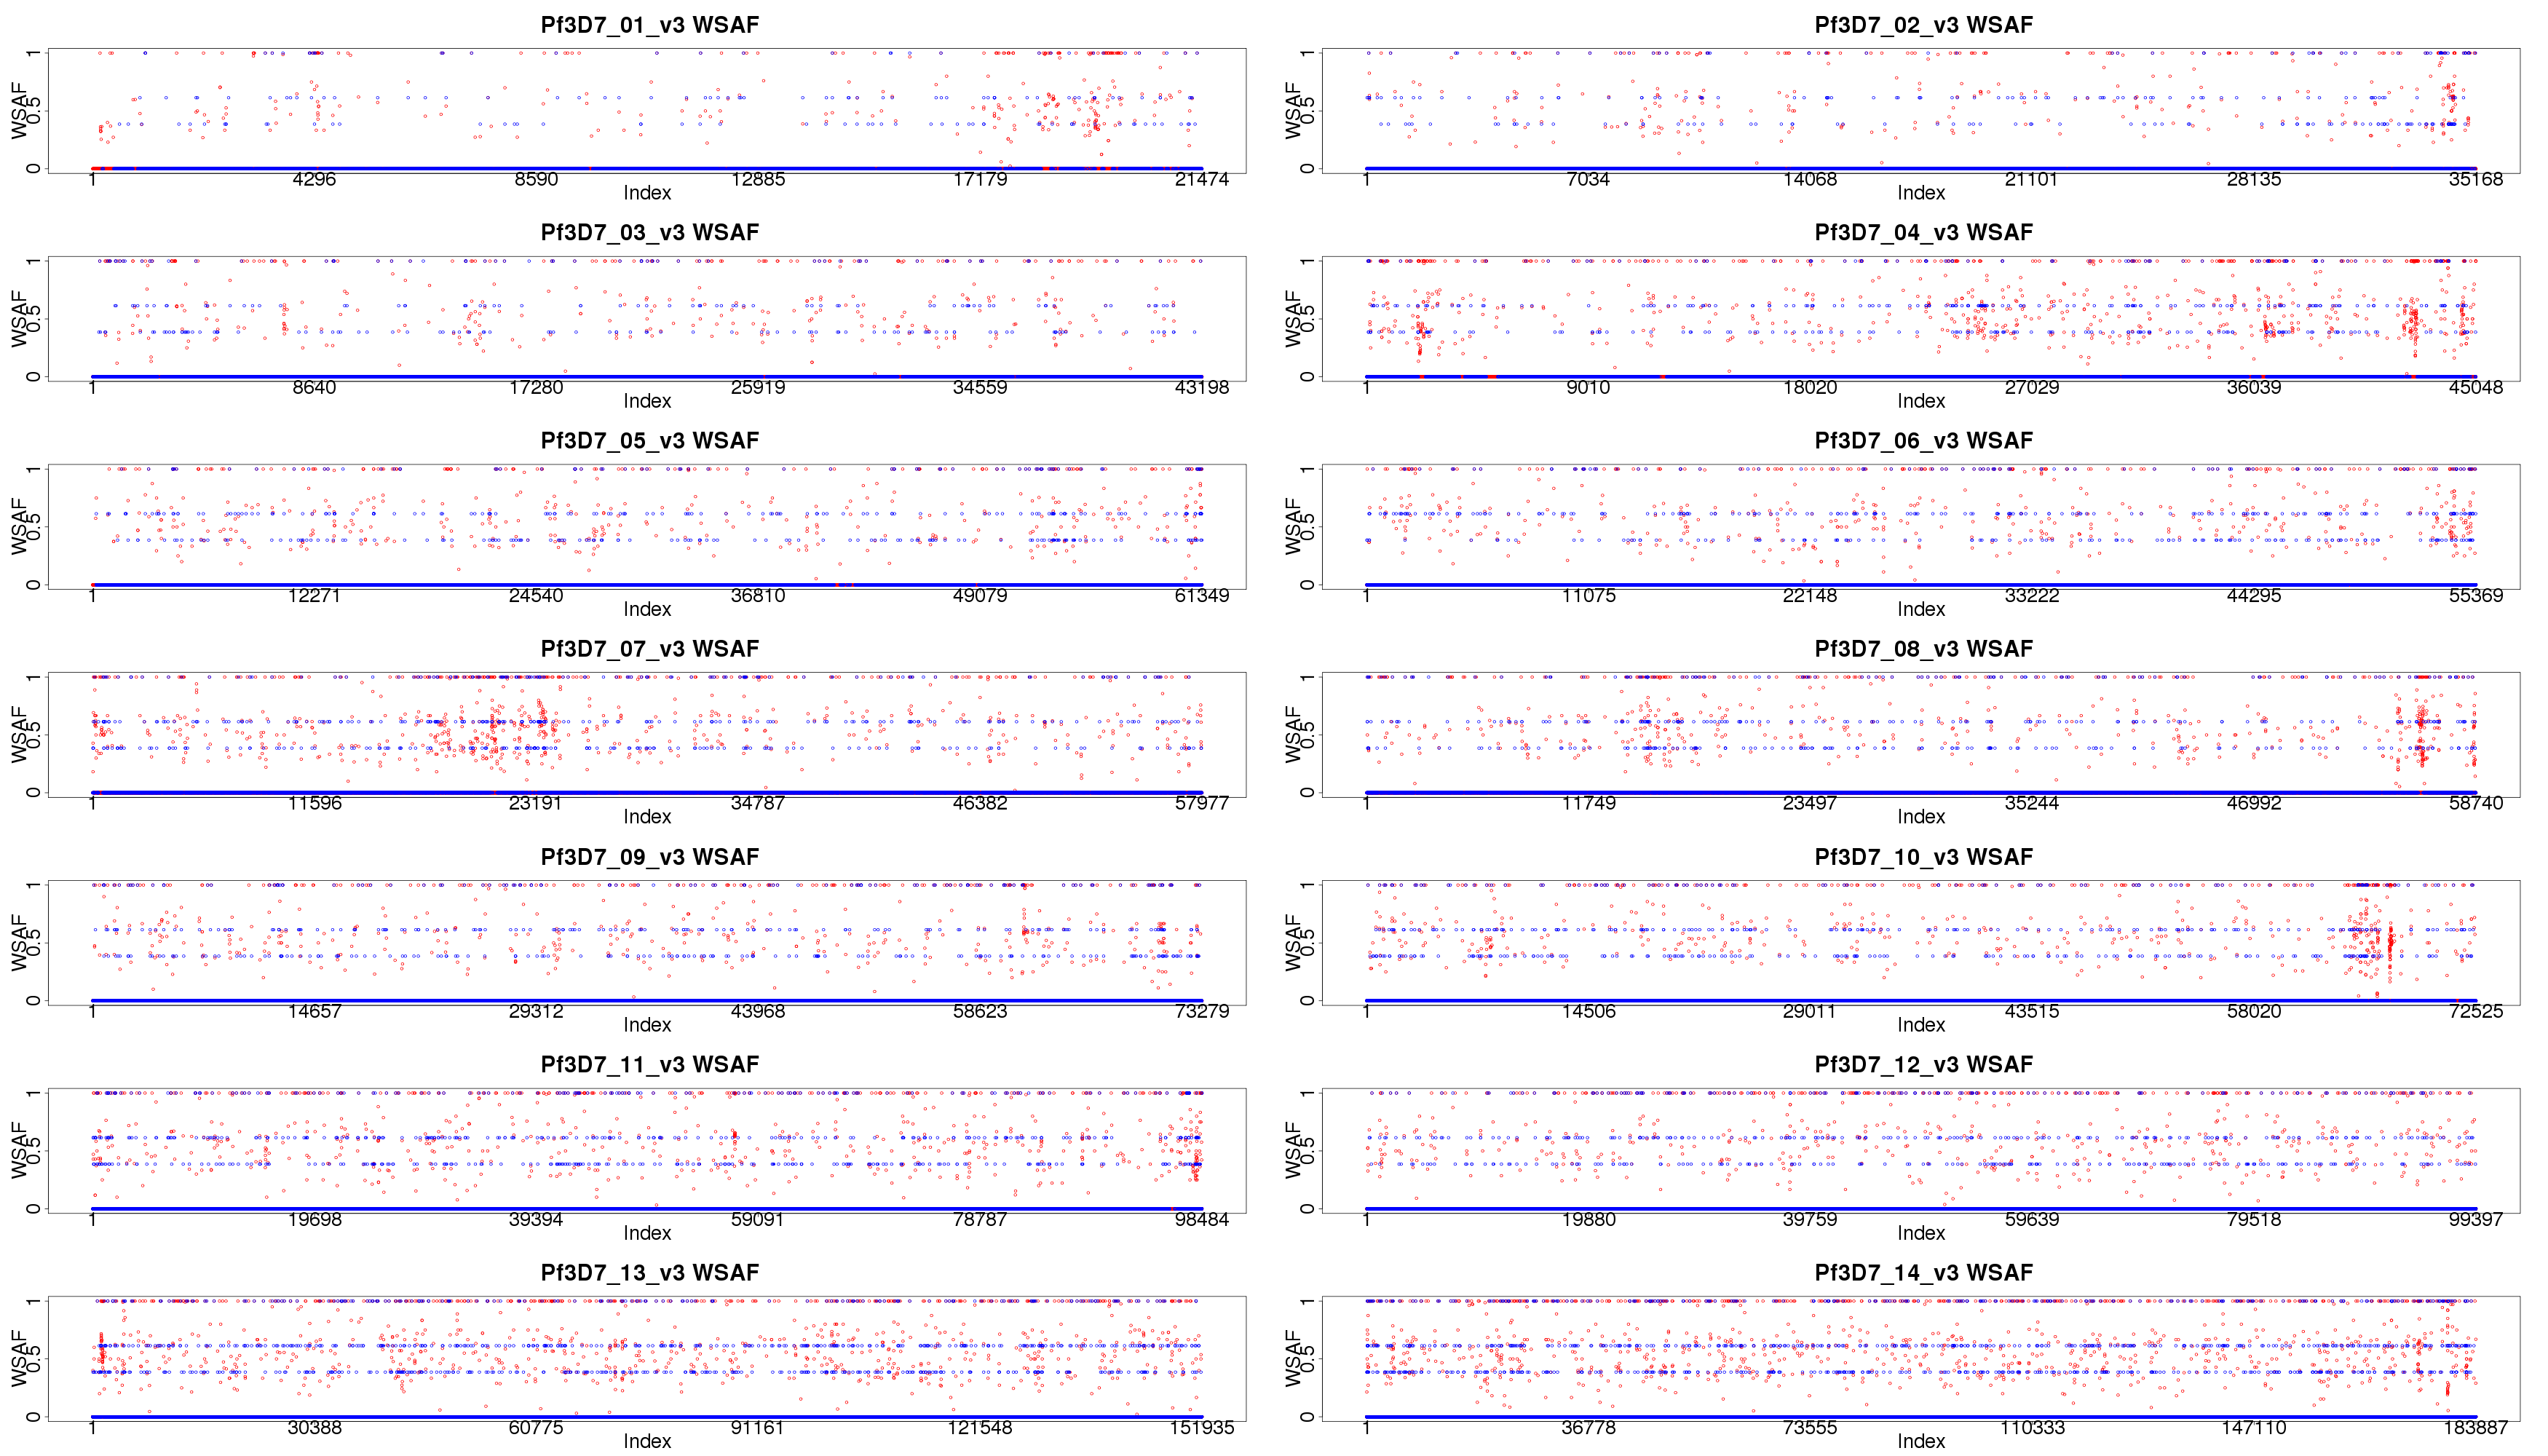 Pf3D7_01_v3 WSAF
WSAF
1
0.5
0
1 4296 8590 12885 17179 21474
Index
Pf3D7_02_v3 WSAF
WSAF
1
0.5
0
1 7034 14068 21101 28135 35168
Index
Pf3D7_03_v3 WSAF
WSAF
1
0.5
0
1 8640 17280 25919 34559 43198
Index
Pf3D7_04_v3 WSAF
WSAF
1
0.5
0
1 9010 18020 27029 36039 45048
Index
Pf3D7_05_v3 WSAF
WSAF
1
0.5
0
1 12271 24540 36810 49079 61349
Index
Pf3D7_06_v3 WSAF
WSAF
1
0.5
0
1 11075 22148 33222 44295 55369
Index
Pf3D7_07_v3 WSAF
WSAF
1
0.5
0
1 11596 23191 34787 46382 57977
Index
Pf3D7_08_v3 WSAF
WSAF
1
0.5
0
1 11749 23497 35244 46992 58740
Index
Pf3D7_09_v3 WSAF
WSAF
1
0.5
0
1 14657 29312 43968 58623 73279
Index
Pf3D7_10_v3 WSAF
WSAF
1
0.5
0
1 14506 29011 43515 58020 72525
Index
Pf3D7_11_v3 WSAF
WSAF
1
0.5
0
1 19698 39394 59091 78787 98484
Index
Pf3D7_12_v3 WSAF
WSAF
1
0.5
0
1 19880 39759 59639 79518 99397
Index
Pf3D7_13_v3 WSAF
WSAF
1
0.5
0
1 30388 60775 91161 121548 151935
Index
Pf3D7_14_v3 WSAF
WSAF
1
0.5
0
1 36778 73555 110333 147110 183887
Index